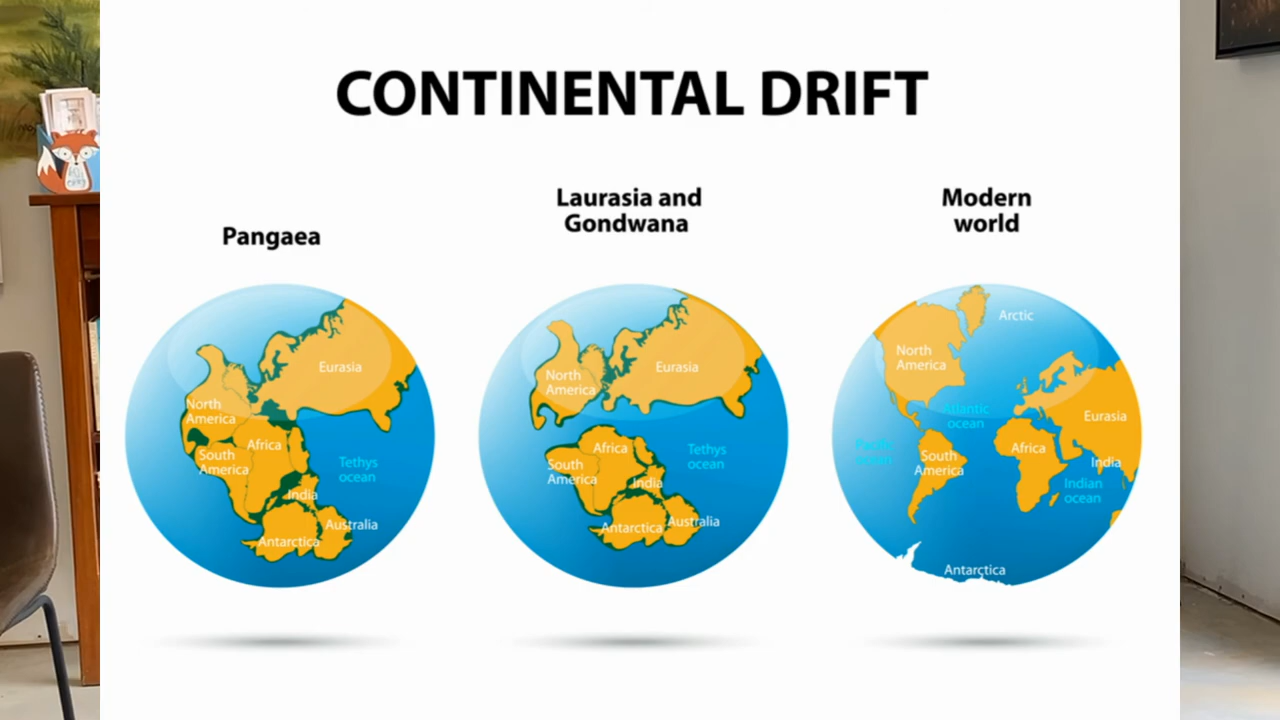 CONTINENTAL DRIFT
Pangaea
Laurasia and
Gondwana
Modern
world
Eurasia
North
America
Africa
South
America
Tethys
ocean
India
Australia
Antarctica
Eurasia
North
America
Africa
South
America
Tethys
ocean
India
Australia
Antarctica
Arctic
North
America
Atlantic
ocean
Eurasia
Pacific
ocean
Africa
South
America
India
Indian
ocean
Antarctica